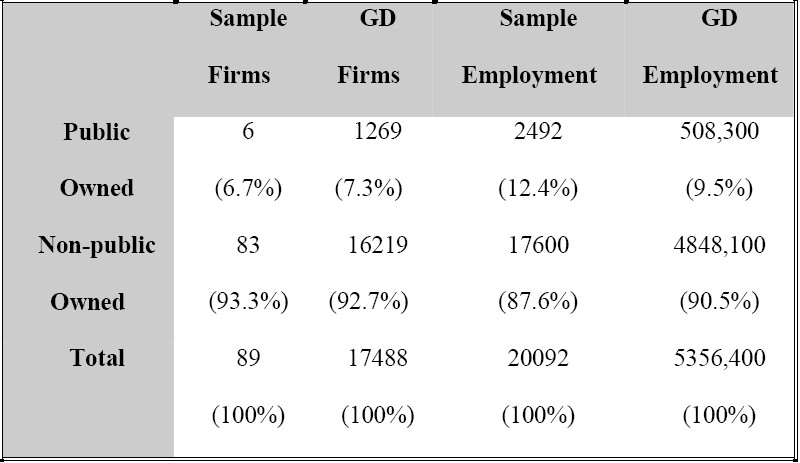 Sample GD Sample GD
Firms Firms Employment Employment
Public 6 1269 2492 508,300
Owned (6.7%) (7.3%) (12.4%) (9.5%)
Non-public 83 16219 17600 4848,100
Owned (93.3%) (92.7%) (87.6%) (90.5%)
Total 89 17488 20092 5356,400
(100%) (100%) (100%) (100%)